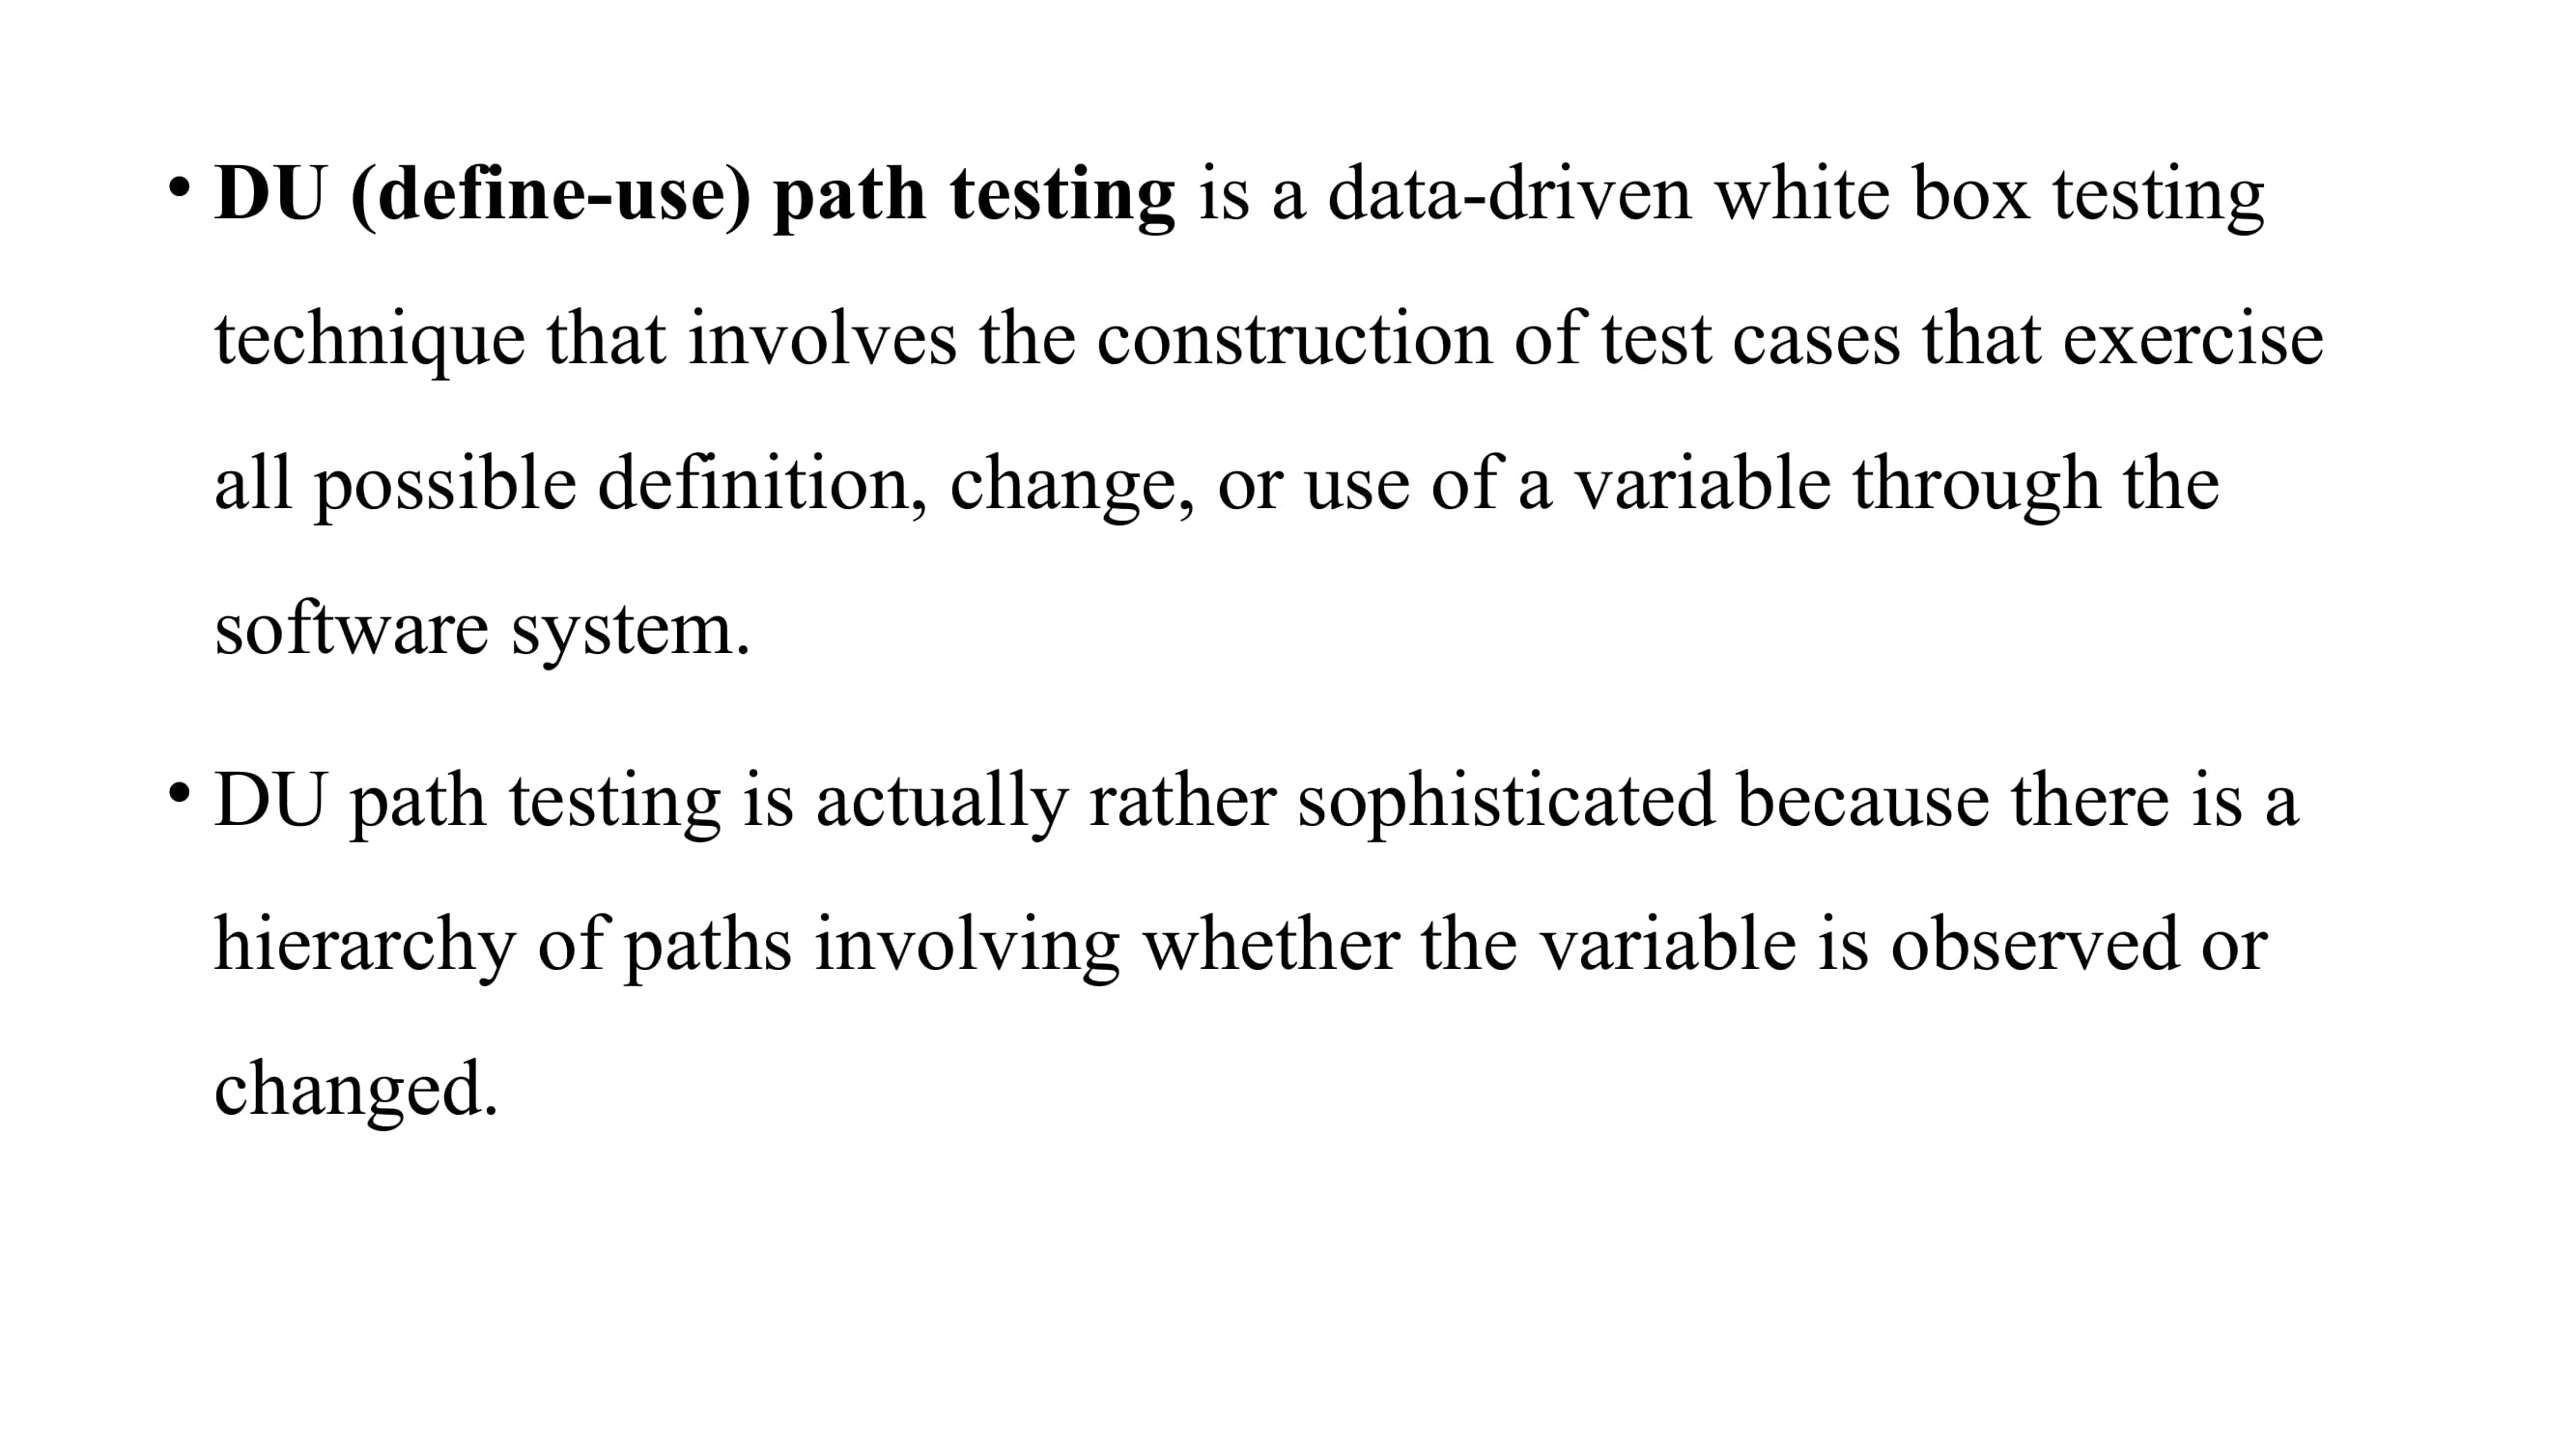 • DU (define-use) path testing is a data-driven white box testing
technique that involves the construction of test cases that exercise
all possible definition, change, or use of a variable through the
software system.
• DU path testing is actually rather sophisticated because there is a
hierarchy of paths involving whether the variable is observed or
changed.